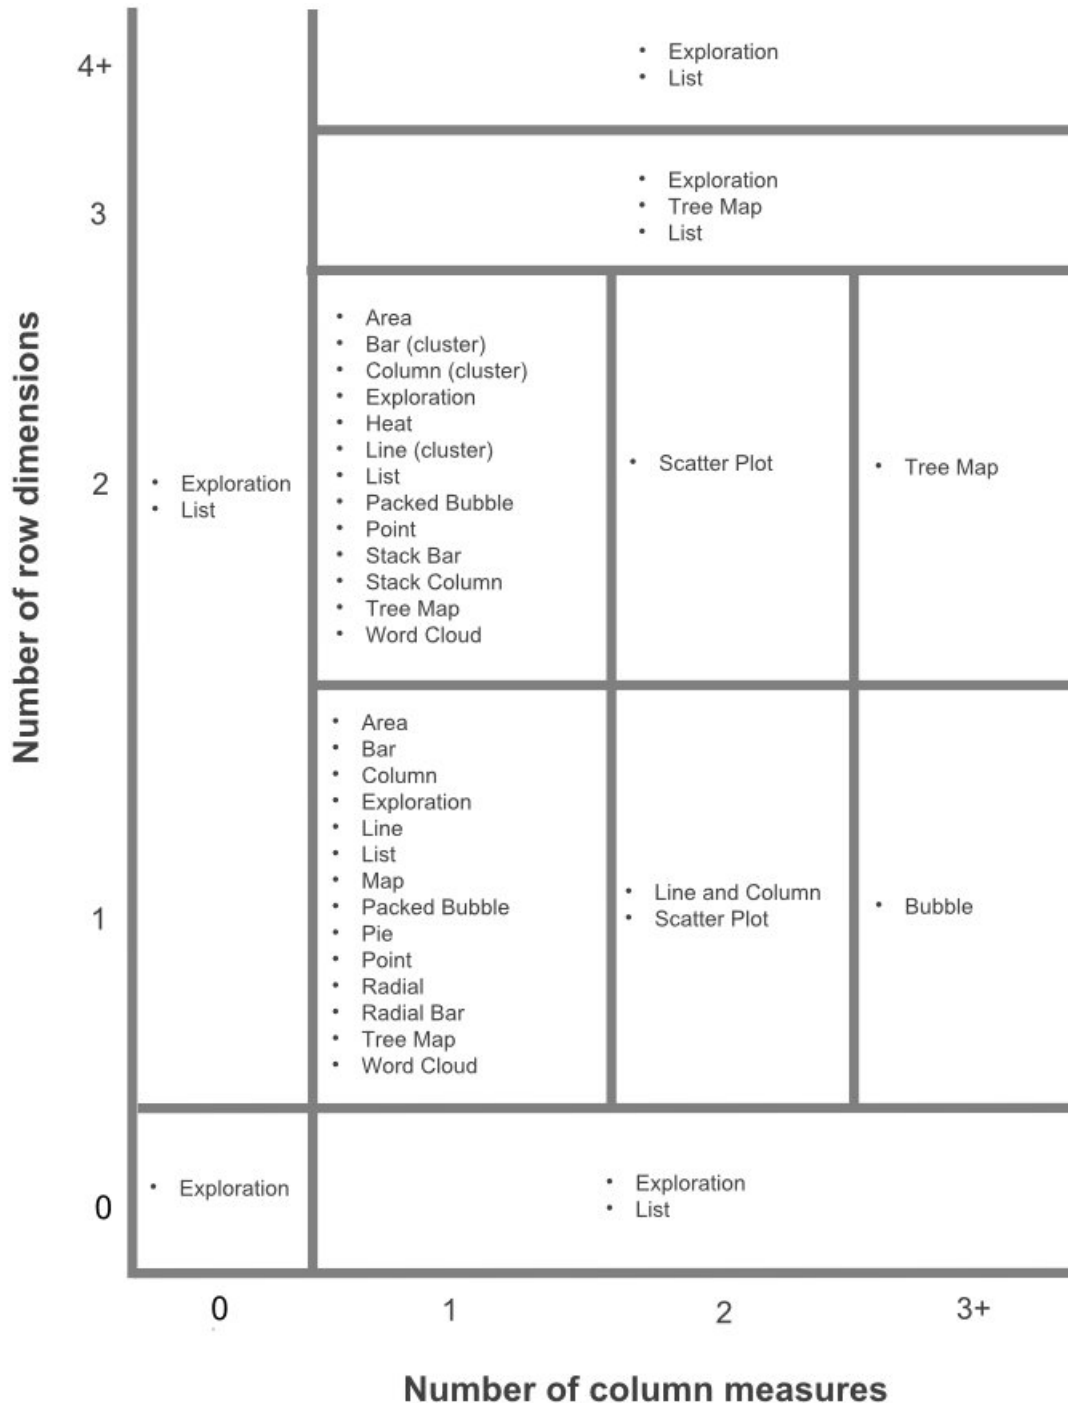 4+
• Exploration
• List
3
• Exploration
• Tree Map
• List
Number of row dimensions
2
• Exploration
• List
• Area
• Bar (cluster)
• Column (cluster)
• Exploration
• Heat
• Line (cluster)
• List
• Packed Bubble
• Point
• Stack Bar
• Stack Column
• Tree Map
• Word Cloud
• Scatter Plot
• Tree Map
1
• Area
• Bar
• Column
• Exploration
• Line
• List
• Map
• Packed Bubble
• Pie
• Point
• Radial
• Radial Bar
• Tree Map
• Word Cloud
• Line and Column
• Scatter Plot
• Bubble
0
• Exploration
• Exploration
• List
0
1
2
3+
Number of column measures